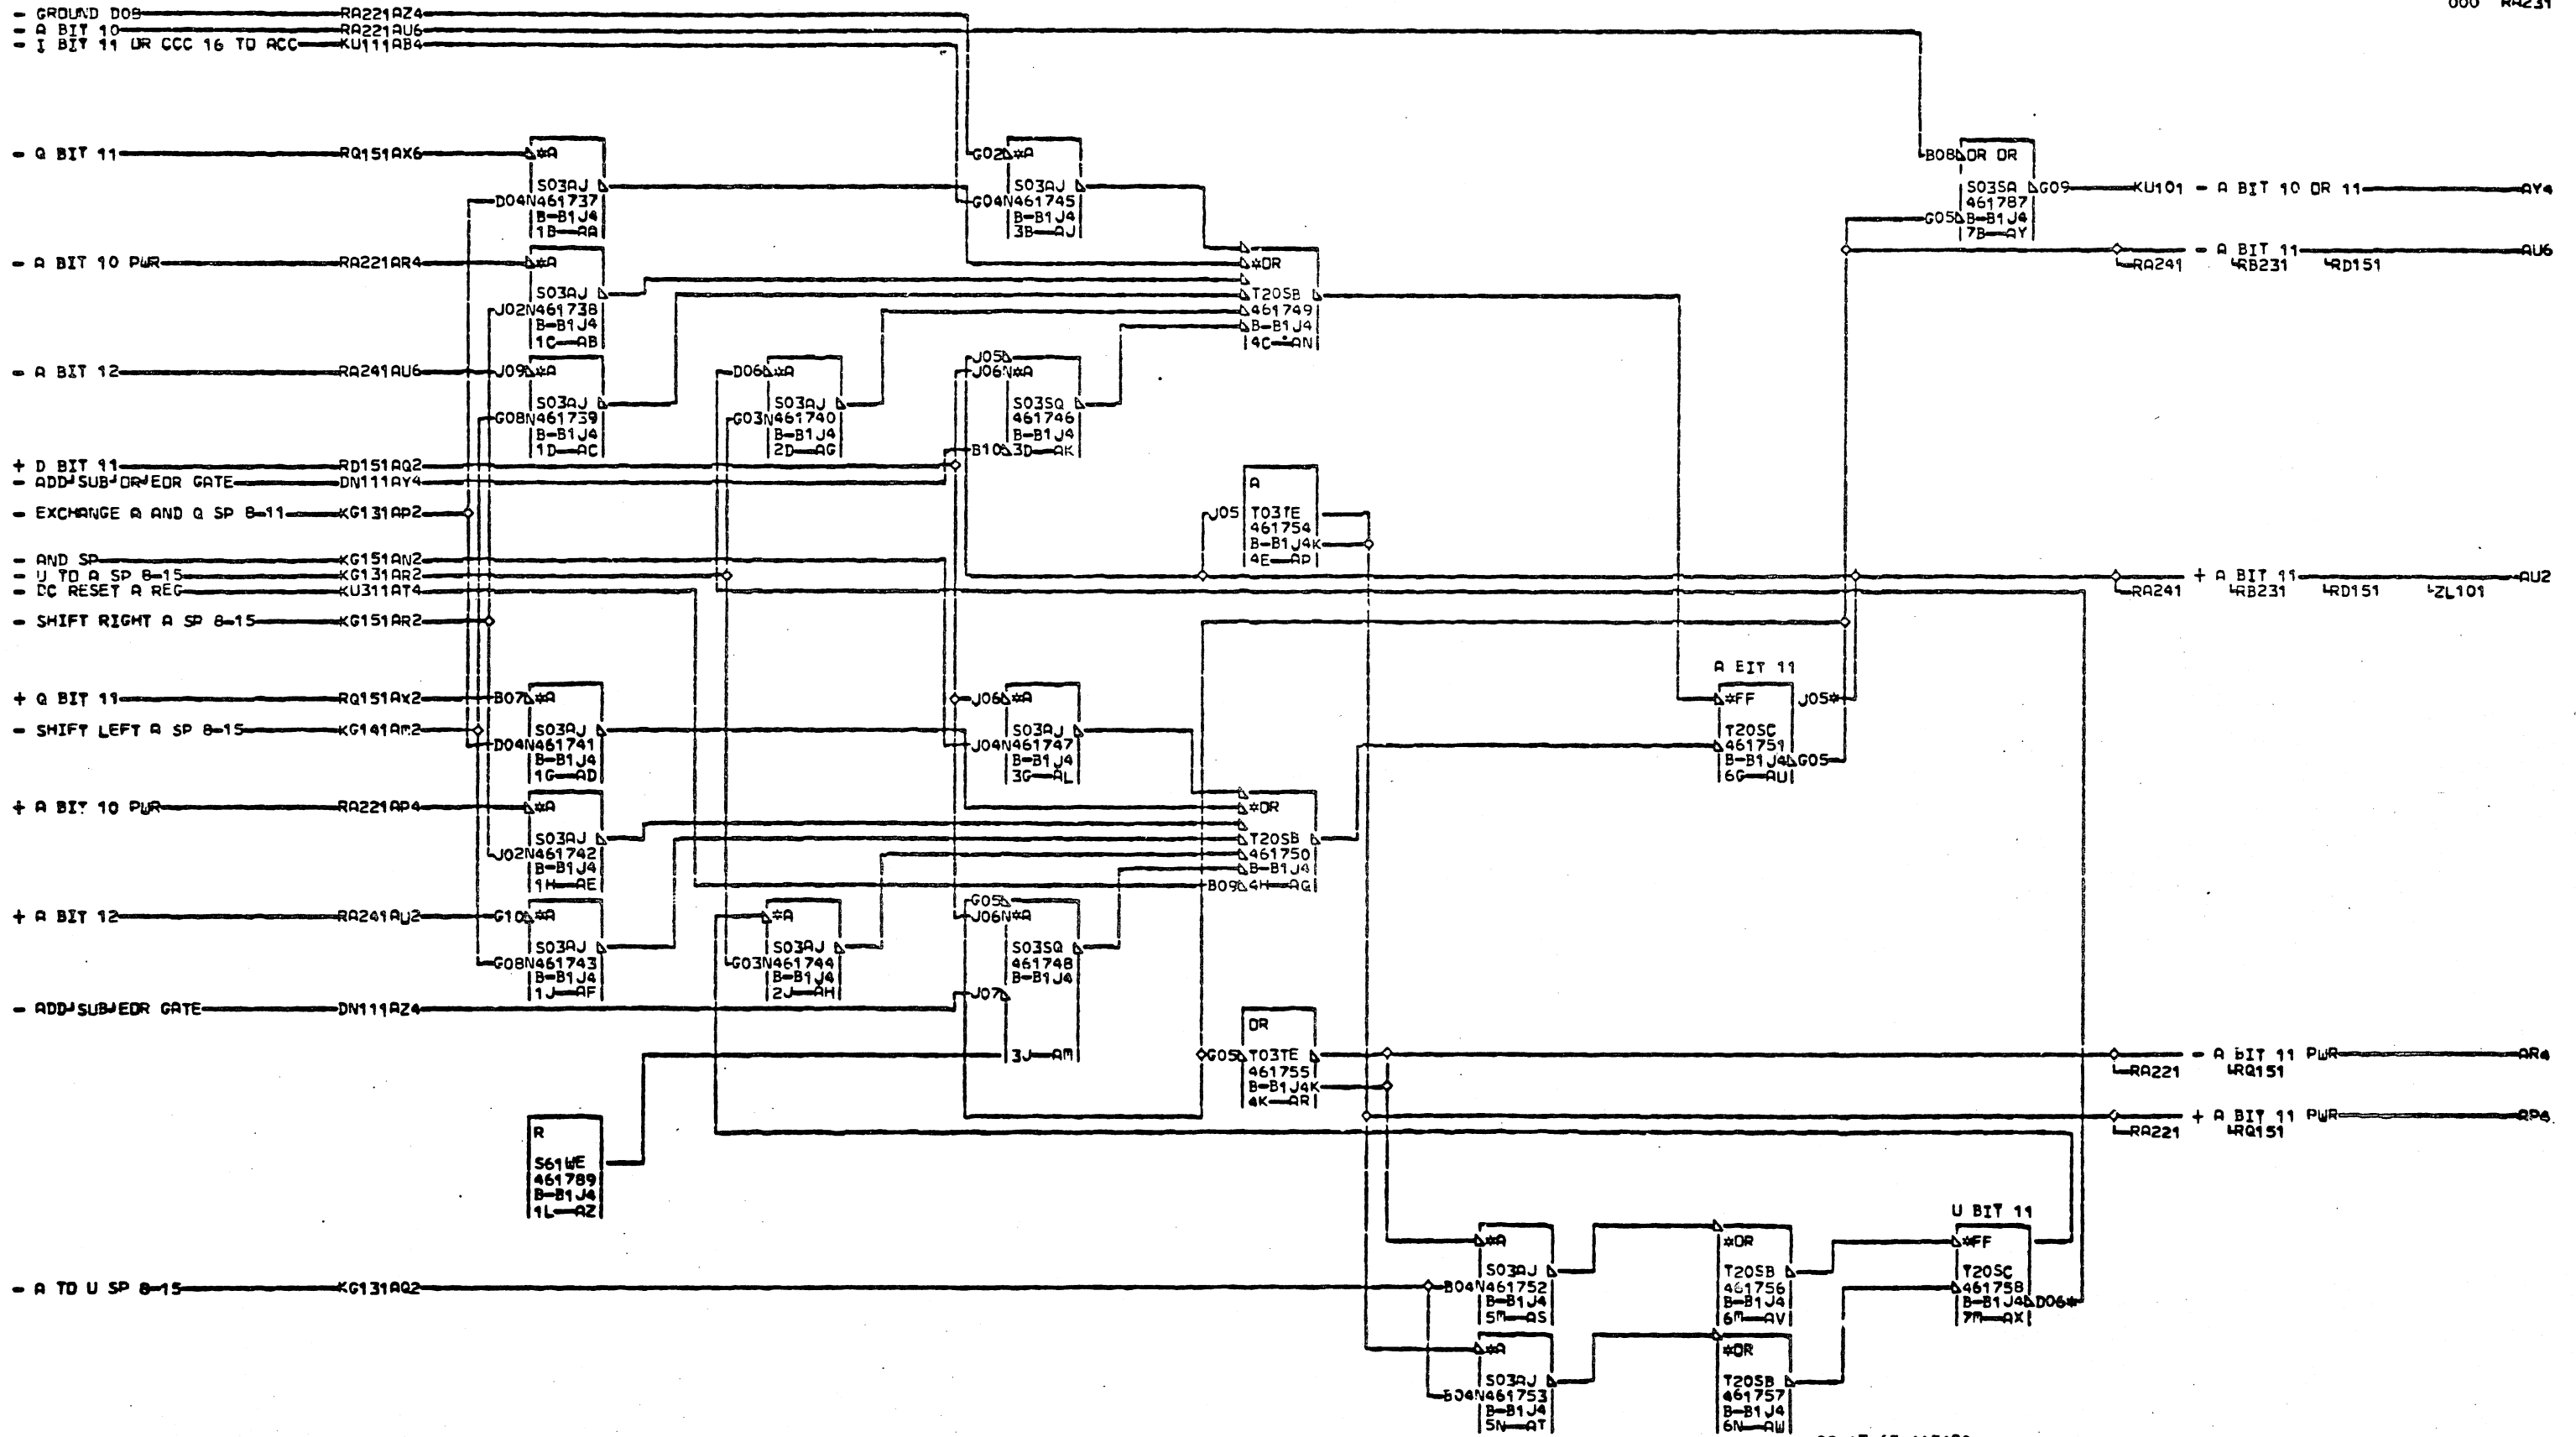 000 RA231
- GROUND D08 RA221AZ4
- A BIT 10 RA221AU6
- I BIT 11 OR CCC 16 TO ACC KU111AB4
- Q BIT 11 RQ151AX6
*A
S03AJ
D04N461737
B-B1J4
1B-AA
G02 *A
S03AJ
G04N461745
B-B1J4
3B-AJ
B08 OR OR
S03SA G09 KU101 - A BIT 10 OR 11 AY4
461787
G05 B-B1J4
7B-AY
- A BIT 11 AU6
RA241 RB231 RD151
- A BIT 10 PWR RA221AR4
*A
S03AJ
J02N461738
B-B1J4
1C-AB
*OR
T20SB
461749
B-B1J4
4C-AN
- A BIT 12 RA241AU6
J09 *A
S03AJ
G08N461739
B-B1J4
1D-AC
D06 *A
S03AJ
G03N461740
B-B1J4
2D-AG
J05
J06N*A
S03SQ
461746
B-B1J4
B10 3D-AK
+ D BIT 11 RD151AQ2
- ADD SUB OR EOR GATE DN111AY4
- EXCHANGE A AND Q SP 8-11 KG131AP2
A
J05 T03TE
461754
B-B1J4K
4E-AP
- AND SP KG151AN2
- U TO A SP 8-15 KG131AR2
- DC RESET A REG KU311AT4
+ A BIT 11 AU2
RA241 RB231 RD151 ZL101
- SHIFT RIGHT A SP 8-15 KG151AR2
A EIT 11
*FF J05*
T20SC
461751
B-B1J4 G05
6G-AU
+ Q BIT 11 RQ151AX2
- SHIFT LEFT A SP 8-15 KG141AM2
B07 *A
S03AJ
D04N461741
B-B1J4
1G-AD
J06 *A
S03AJ
J04N461747
B-B1J4
3G-AL
+ A BIT 10 PWR RA221AP4
*A
S03AJ
J02N461742
B-B1J4
1H-AE
*OR
T20SB
461750
B-B1J4
B09 4H-AQ
+ A BIT 12 RA241AU2
G10 *A
S03AJ
G08N461743
B-B1J4
1J-AF
*A
S03AJ
G03N461744
B-B1J4
2J-AH
G05
J06N*A
S03SQ
461748
B-B1J4
J07
3J-AM
- ADD SUB EOR GATE DN111AZ4
OR
G05 T03TE
461755
B-B1J4K
4K-AR
- A BIT 11 PWR AR4
RA221 RQ151
+ A BIT 11 PWR AP4
RA221 RQ151
R
S61WE
461789
B-B1J4
1L-AZ
- A TO U SP 8-15 KG131AQ2
*A
S03AJ
B04N461752
B-B1J4
5M-AS
*OR
T20SB
461756
B-B1J4
6M-AV
U BIT 11
*FF
T20SC
461758
B-B1J4 D06*
7M-AX
*A
S03AJ
B04N461753
B-B1J4
5N-AT
*OR
T20SB
461757
B-B1J4
6N-AW